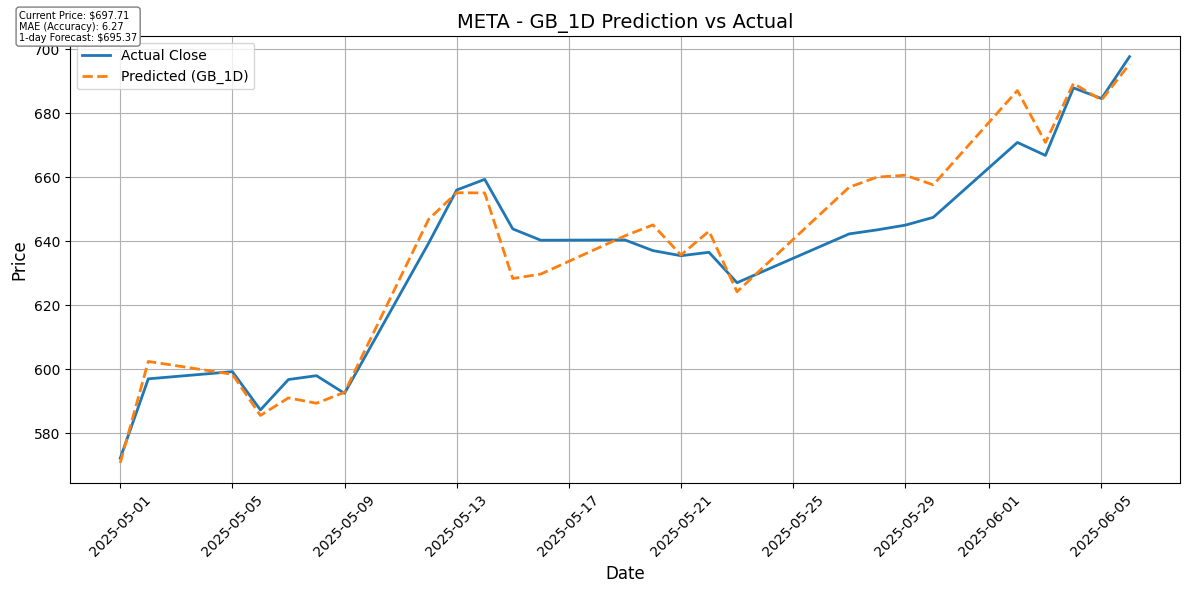 META - GB_1D Prediction vs Actual
Current Price: $697.71
MAE (Accuracy): 6.27
1-day Forecast: $695.37
Actual Close
Predicted (GB_1D)
Price
700
680
660
640
620
600
580
2025-05-01
2025-05-05
2025-05-09
2025-05-13
2025-05-17
2025-05-21
2025-05-25
2025-05-29
2025-06-01
2025-06-05
Date